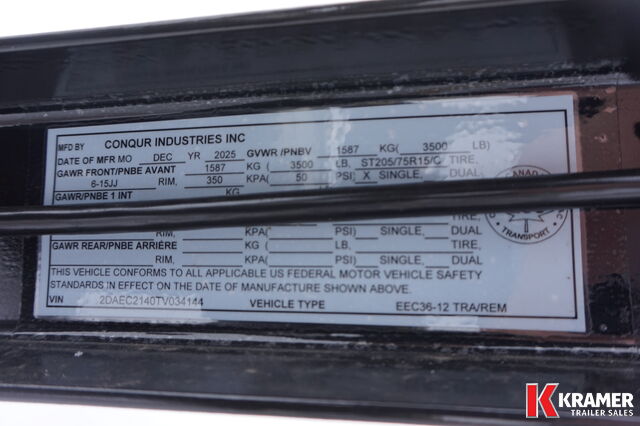 MFD BY CONQUR INDUSTRIES INC
DATE OF MFR MO DEC YR 2025 GVWR /PNBV 1587 KG( 3500 LB)
GAWR FRONT/PNBE AVANT 1587 KG ( 3500 LB, ST205/75R15/C TIRE,
6-15JJ RIM, 350 KPA( 50 PSI) X SINGLE, DUAL
GAWR/PNBE 1 INT KG
TIRE,
RIM, KPA( PSI) SINGLE, DUAL
GAWR REAR/PNBE ARRIÈRE KG ( LB, TIRE,
RIM, KPA( PSI) SINGLE, DUAL
THIS VEHICLE CONFORMS TO ALL APPLICABLE US FEDERAL MOTOR VEHICLE SAFETY
STANDARDS IN EFFECT ON THE DATE OF MANUFACTURE SHOWN ABOVE.
VIN 2DAEC2140TV034144 VEHICLE TYPE EEC36-12 TRA/REM
TRANSPORT
K KRAMER
TRAILER SALES